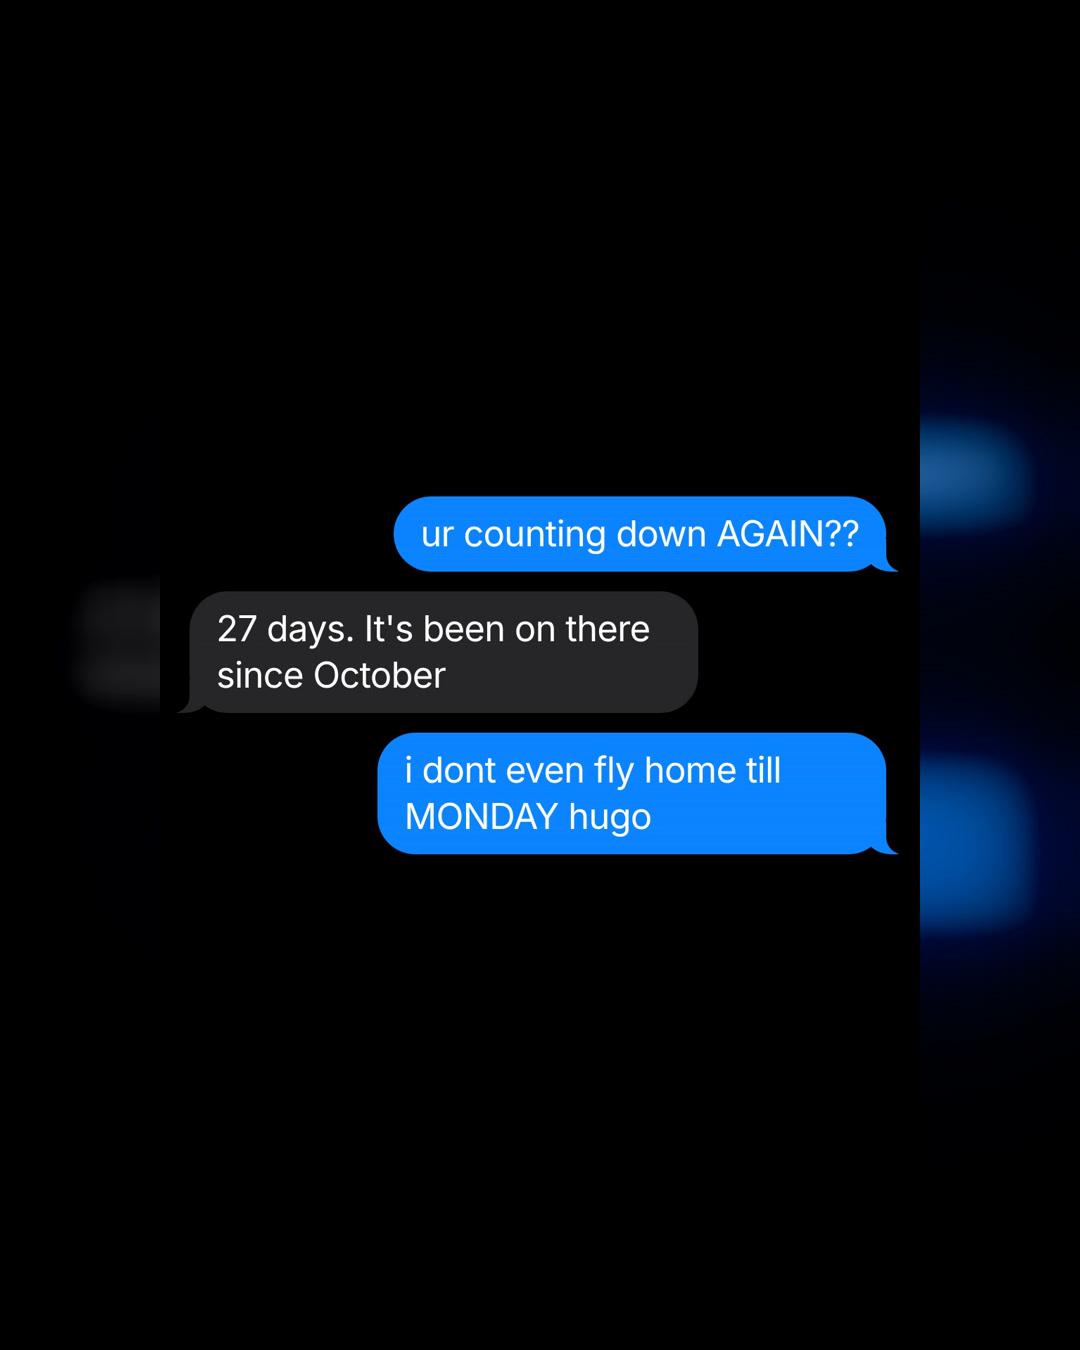 ur counting down AGAIN??
27 days. It's been on there
since October
i dont even fly home till
MONDAY hugo